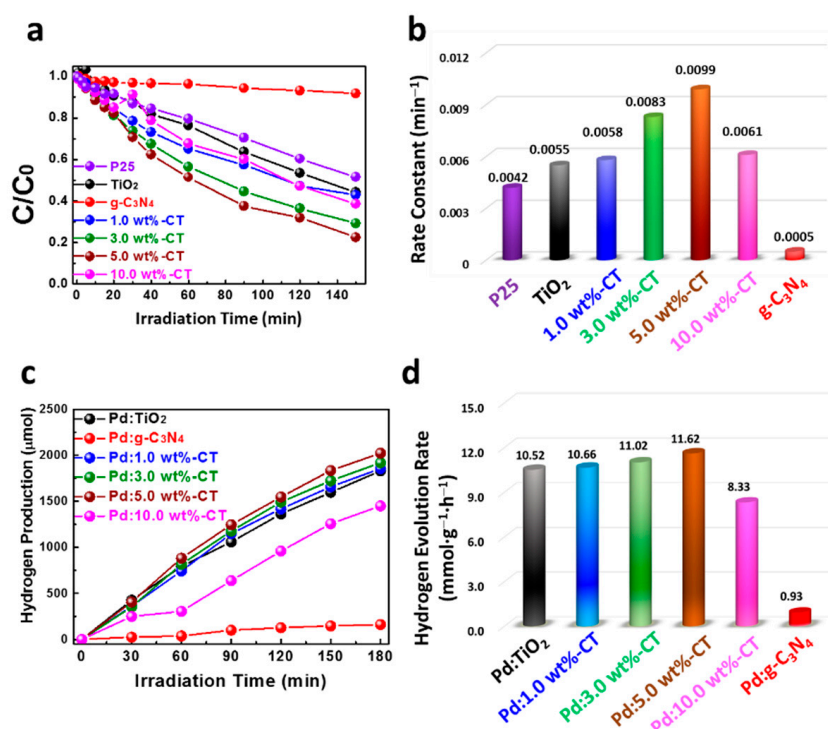 a
C/C₀
1.0
0.8
0.6
0.4
0.2
0.0
P25
TiO₂
g-C₃N₄
1.0 wt%-CT
3.0 wt%-CT
5.0 wt%-CT
10.0 wt%-CT
0 20 40 60 80 100 120 140
Irradiation Time (min)
b
Rate Constant (min⁻¹)
0.012
0.009
0.006
0.003
0
0.0042
0.0055
0.0058
0.0083
0.0099
0.0061
0.0005
P25
TiO₂
1.0 wt%-CT
3.0 wt%-CT
5.0 wt%-CT
10.0 wt%-CT
g-C₃N₄
c
Hydrogen Production (μmol)
2500
2000
1500
1000
500
0
Pd:TiO₂
Pd:g-C₃N₄
Pd:1.0 wt%-CT
Pd:3.0 wt%-CT
Pd:5.0 wt%-CT
Pd:10.0 wt%-CT
0 30 60 90 120 150 180
Irradiation Time (min)
d
Hydrogen Evolution Rate
(mmol·g⁻¹·h⁻¹)
15.0
12.0
9.0
6.0
3.0
0.0
10.52
10.66
11.02
11.62
8.33
0.93
Pd:TiO₂
Pd:1.0 wt%-CT
Pd:3.0 wt%-CT
Pd:5.0 wt%-CT
Pd:10.0 wt%-CT
Pd:g-C₃N₄